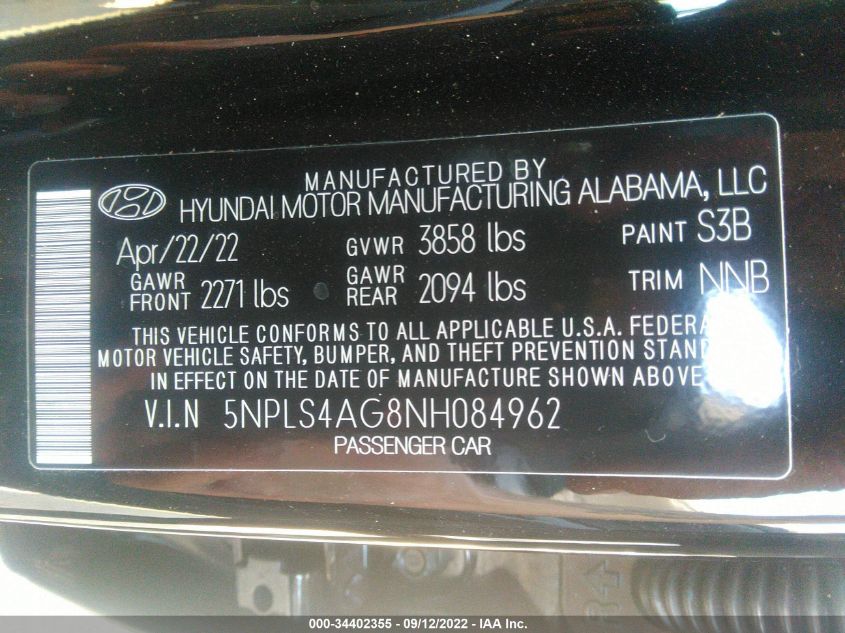 MANUFACTURED BY
HYUNDAI MOTOR MANUFACTURING ALABAMA, LLC
Apr/22/22 GVWR 3858 lbs PAINT S3B
GAWR FRONT 2271 lbs GAWR REAR 2094 lbs TRIM NNB
THIS VEHICLE CONFORMS TO ALL APPLICABLE U.S.A. FEDERA
MOTOR VEHICLE SAFETY, BUMPER, AND THEFT PREVENTION STAND
IN EFFECT ON THE DATE OF MANUFACTURE SHOWN ABOVE
V.I.N 5NPLS4AG8NH084962
PASSENGER CAR
000-34402355 - 09/12/2022 - IAA Inc.